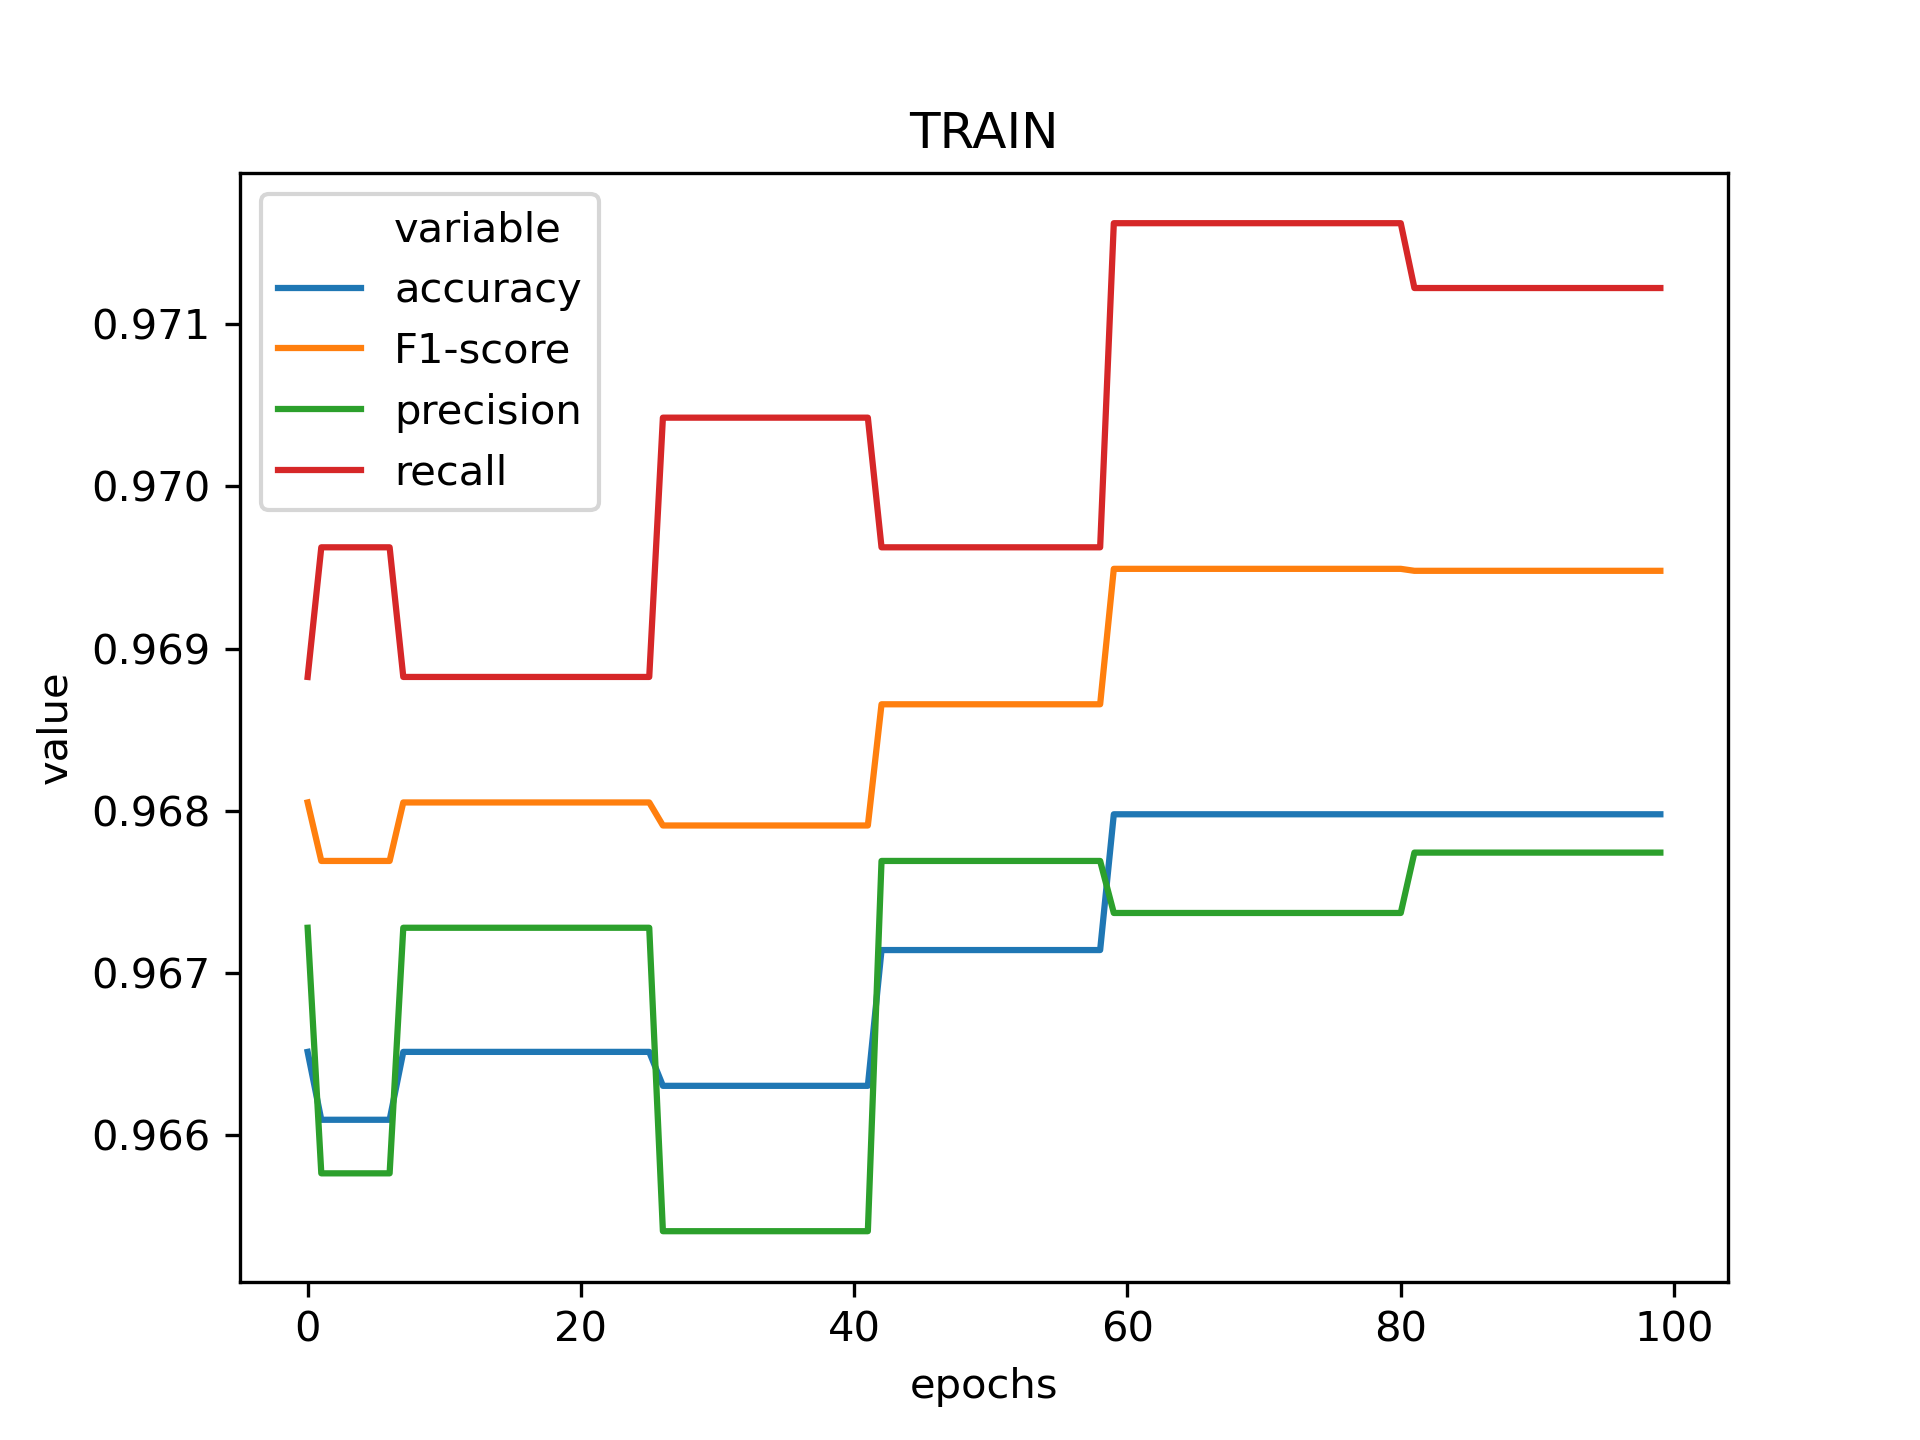 TRAIN
variable
accuracy
F1-score
precision
recall
0.971
0.970
0.969
0.968
0.967
0.966
value
0 20 40 60 80 100
epochs